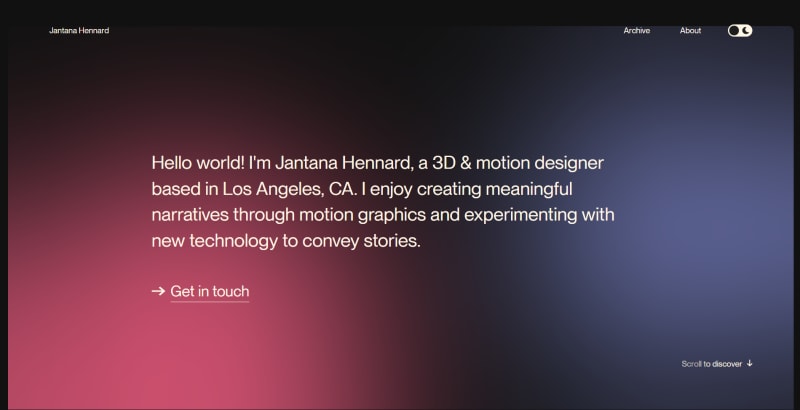 Jantana Hennard
Archive
About
Hello world! I'm Jantana Hennard, a 3D & motion designer
based in Los Angeles, CA. I enjoy creating meaningful
narratives through motion graphics and experimenting with
new technology to convey stories.
→ Get in touch
Scroll to discover ↓